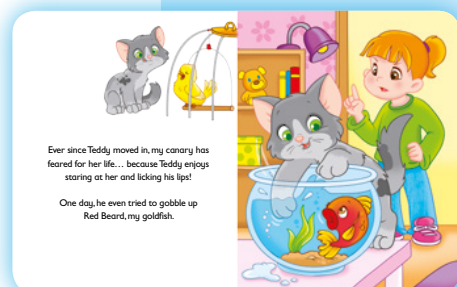 Ever since Teddy moved in, my canary has
feared for her life... because Teddy enjoys
staring at her and licking his lips!
One day, he even tried to gobble up
Red Beard, my goldfish.